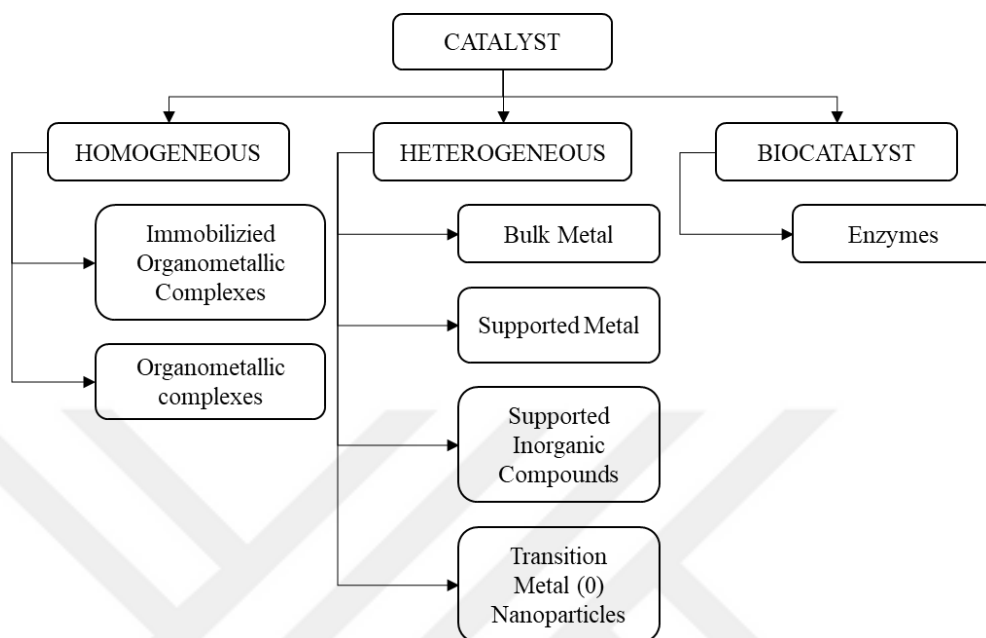 CATALYST
HOMOGENEOUS
HETEROGENEOUS
BIOCATALYST
Immobilizied
Organometallic
Complexes
Organometallic
complexes
Bulk Metal
Supported Metal
Supported
Inorganic
Compounds
Transition
Metal (0)
Nanoparticles
Enzymes